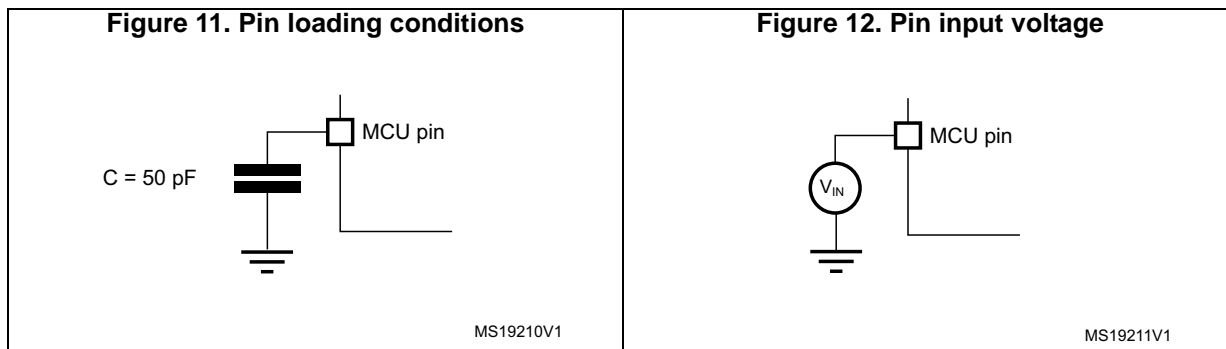 Figure 11. Pin loading conditions
MCU pin
C = 50 pF
MS19210V1
Figure 12. Pin input voltage
MCU pin
VIN
MS19211V1